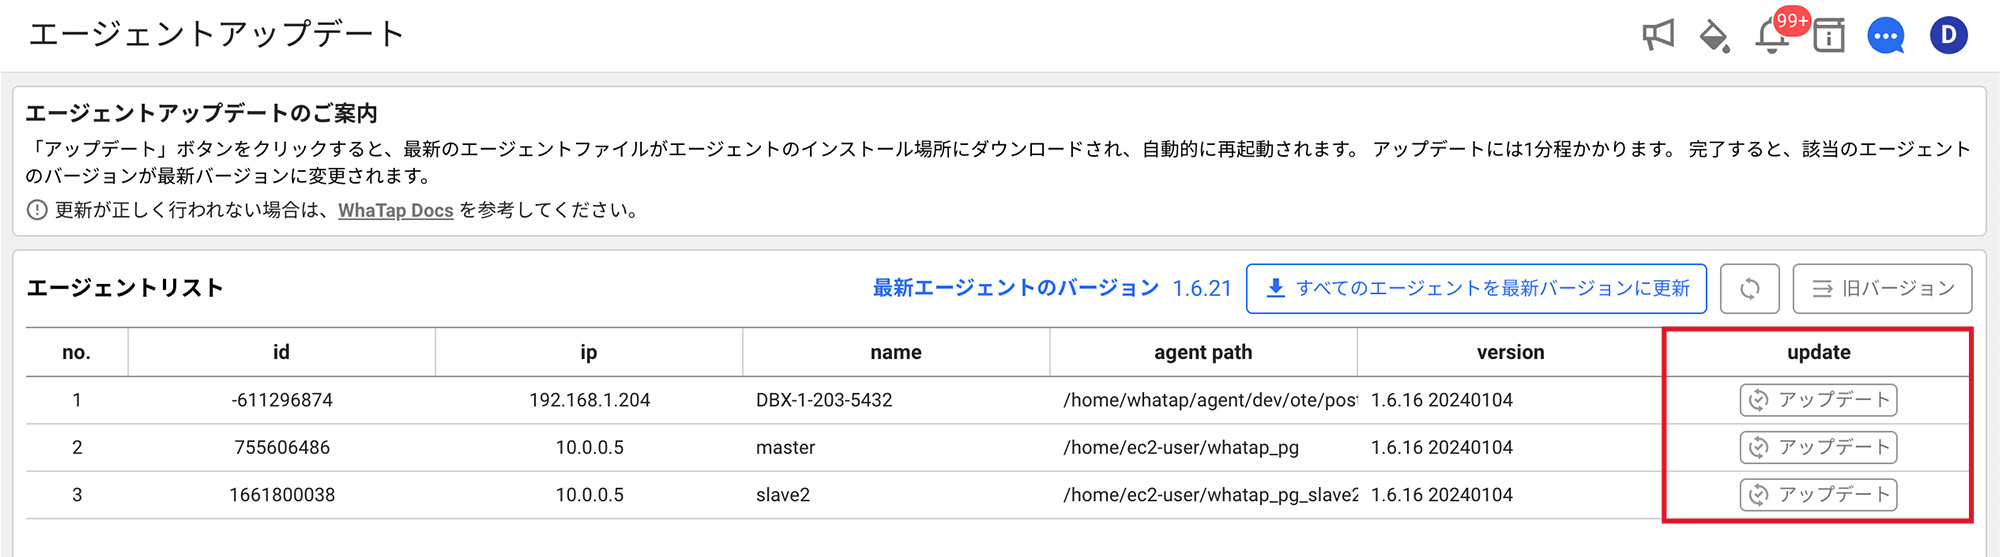 エージェントアップデート
99+
D
エージェントアップデートのご案内
「アップデート」ボタンをクリックすると、最新のエージェントファイルがエージェントのインストール場所にダウンロードされ、自動的に再起動されます。 アップデートには1分程かかります。 完了すると、該当のエージェント
のバージョンが最新バージョンに変更されます。
更新が正しく行われない場合は、WhaTap Docs を参考してください。
エージェントリスト 最新エージェントのバージョン 1.6.21 すべてのエージェントを最新バージョンに更新 旧バージョン
no. id ip name agent path version update
1 -611296874 192.168.1.204 DBX-1-203-5432 /home/whatap/agent/dev/ote/post 1.6.16 20240104 アップデート
2 755606486 10.0.0.5 master /home/ec2-user/whatap_pg 1.6.16 20240104 アップデート
3 1661800038 10.0.0.5 slave2 /home/ec2-user/whatap_pg_slave2 1.6.16 20240104 アップデート